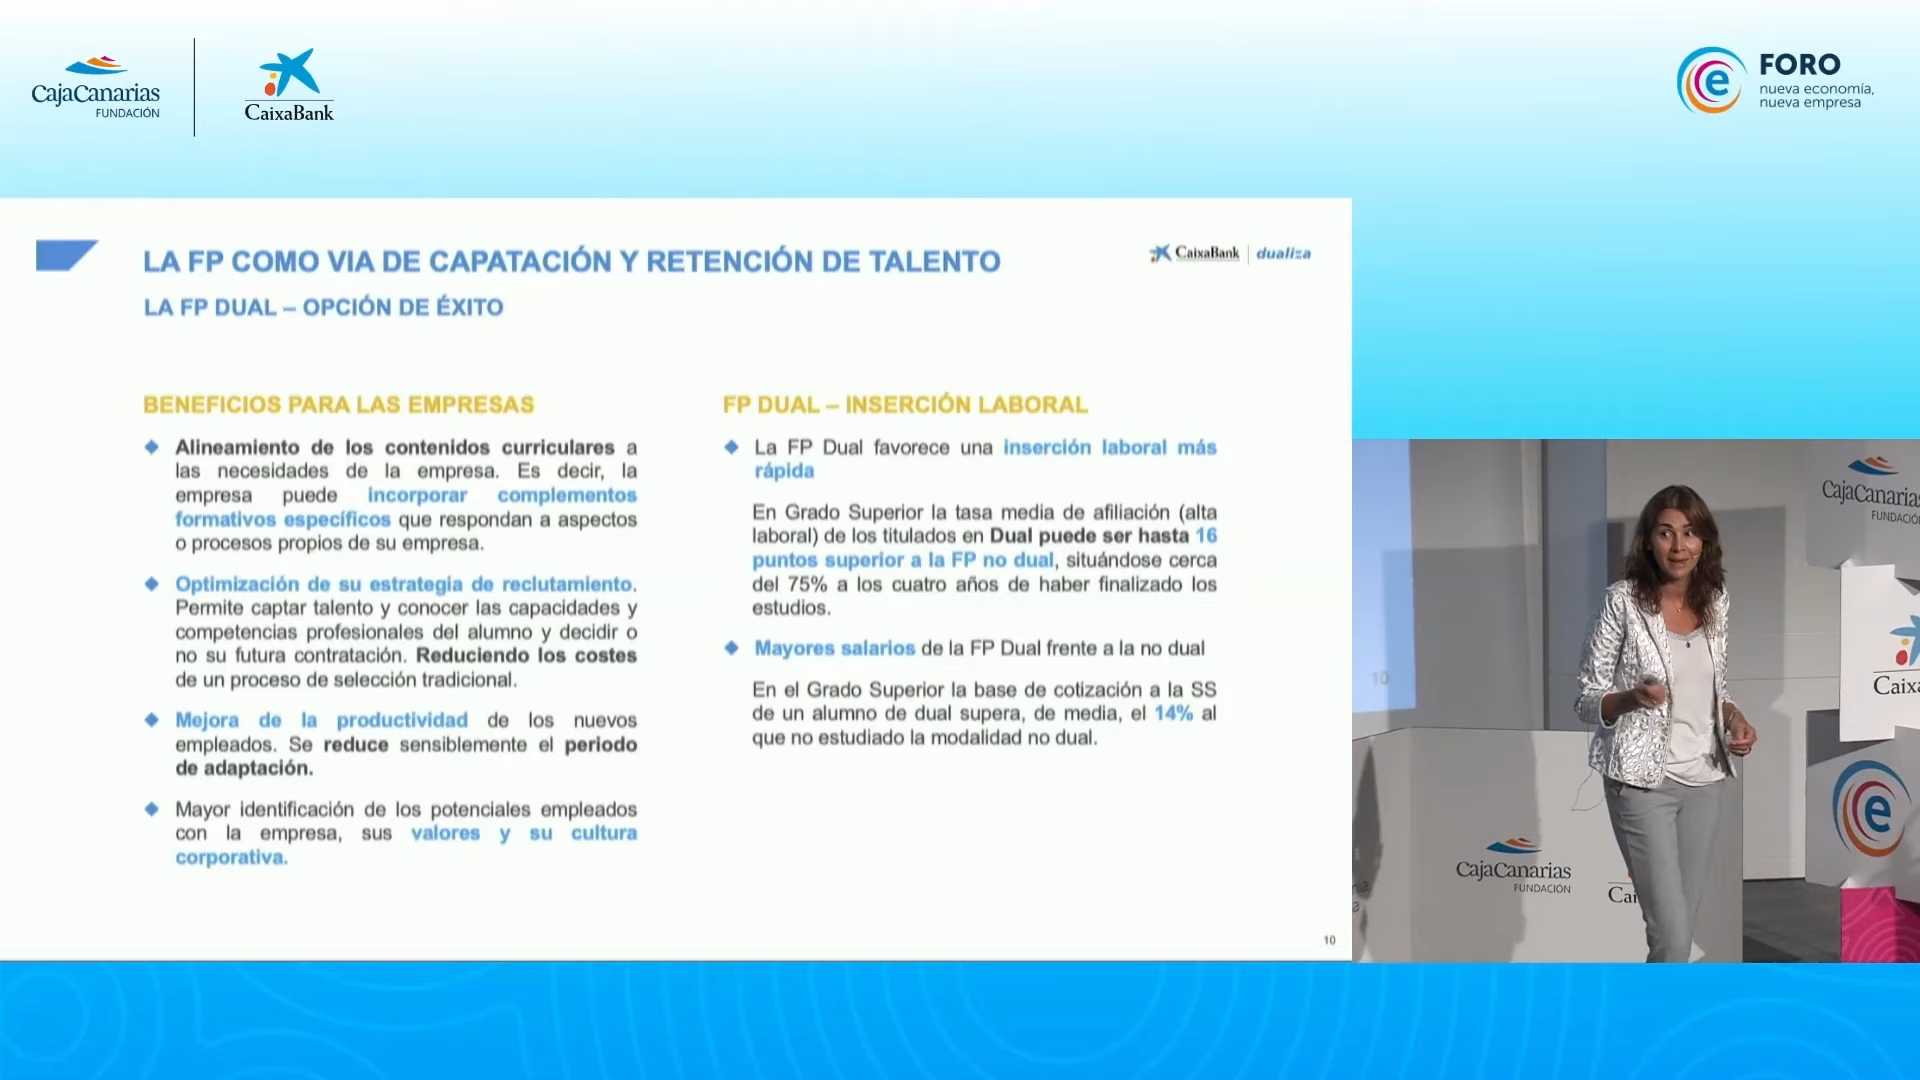 CajaCanarias
FUNDACIÓN
CaixaBank
FORO
nueva economía,
nueva empresa
LA FP COMO VIA DE CAPATACIÓN Y RETENCIÓN DE TALENTO
CaixaBank dualiza
LA FP DUAL – OPCIÓN DE ÉXITO
BENEFICIOS PARA LAS EMPRESAS
Alineamiento de los contenidos curriculares a
las necesidades de la empresa. Es decir, la
empresa puede incorporar complementos
formativos específicos que respondan a aspectos
o procesos propios de su empresa.
Optimización de su estrategia de reclutamiento.
Permite captar talento y conocer las capacidades y
competencias profesionales del alumno y decidir o
no su futura contratación. Reduciendo los costes
de un proceso de selección tradicional.
Mejora de la productividad de los nuevos
empleados. Se reduce sensiblemente el periodo
de adaptación.
Mayor identificación de los potenciales empleados
con la empresa, sus valores y su cultura
corporativa.
FP DUAL – INSERCIÓN LABORAL
La FP Dual favorece una inserción laboral más
rápida
En Grado Superior la tasa media de afiliación (alta
laboral) de los titulados en Dual puede ser hasta 16
puntos superior a la FP no dual, situándose cerca
del 75% a los cuatro años de haber finalizado los
estudios.
Mayores salarios de la FP Dual frente a la no dual
En el Grado Superior la base de cotización a la SS
de un alumno de dual supera, de media, el 14% al
que no estudiado la modalidad no dual.
10
10
CajaCanarias
FUNDACIÓN
Caixa
CajaCanarias
FUNDACIÓN
Cai
e